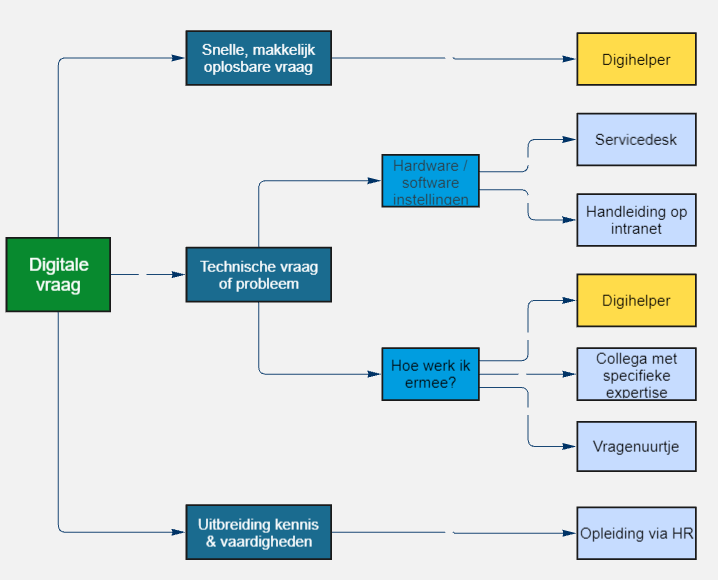 Snelle, makkelijk
oplosbare vraag
Digihelper
Servicedesk
Hardware /
software
instellingen
Handleiding op
intranet
Digitale
vraag
Technische vraag
of probleem
Digihelper
Hoe werk ik
ermee?
Collega met
specifieke
expertise
Vragenuurtje
Uitbreiding kennis
& vaardigheden
Opleiding via HR